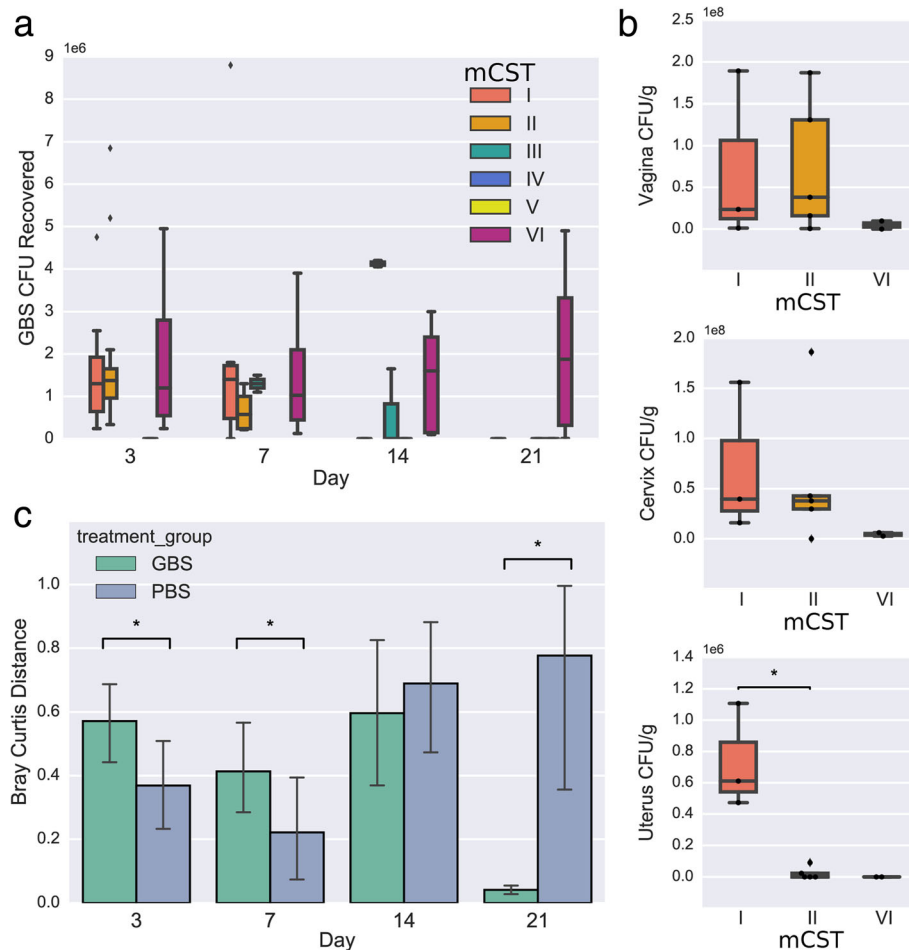 a
1e6
9
8
7
6
5
4
3
2
1
0
GBS CFU Recovered
mCST
I
II
III
IV
V
VI
3 7 14 21
Day
b
1e8
2.5
2.0
1.5
1.0
0.5
0.0
Vagina CFU/g
I II VI
mCST
1e8
2.0
1.5
1.0
0.5
0.0
Cervix CFU/g
I II VI
mCST
1e6
1.4
1.2
1.0
0.8
0.6
0.4
0.2
0.0
Uterus CFU/g
*
I II VI
mCST
c
treatment_group
GBS
PBS
1.0
0.8
0.6
0.4
0.2
0.0
Bray Curtis Distance
*
*
*
3 7 14 21
Day